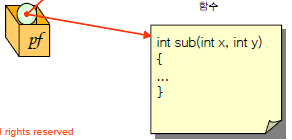 함수
pf
int sub(int x, int y)
{
...
}
rights reserved